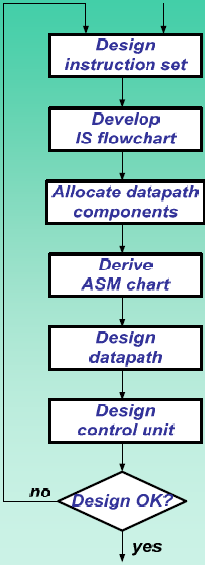 Design
instruction set
Develop
IS flowchart
Allocate datapath
components
Derive
ASM chart
Design
datapath
Design
control unit
no
Design OK?
yes